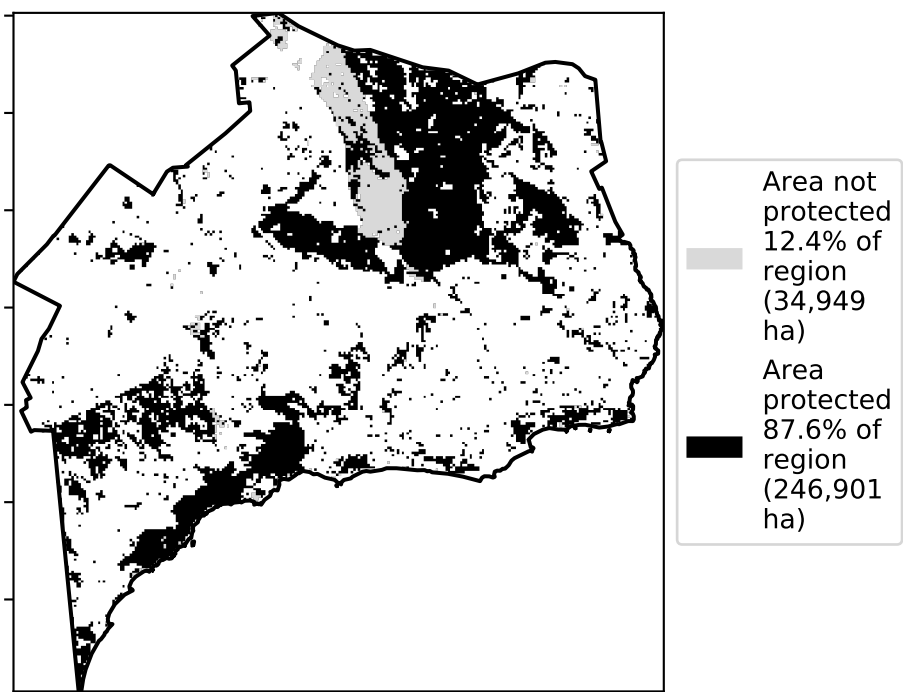 Area not
protected
12.4% of
region
(34,949
ha)
Area
protected
87.6% of
region
(246,901
ha)